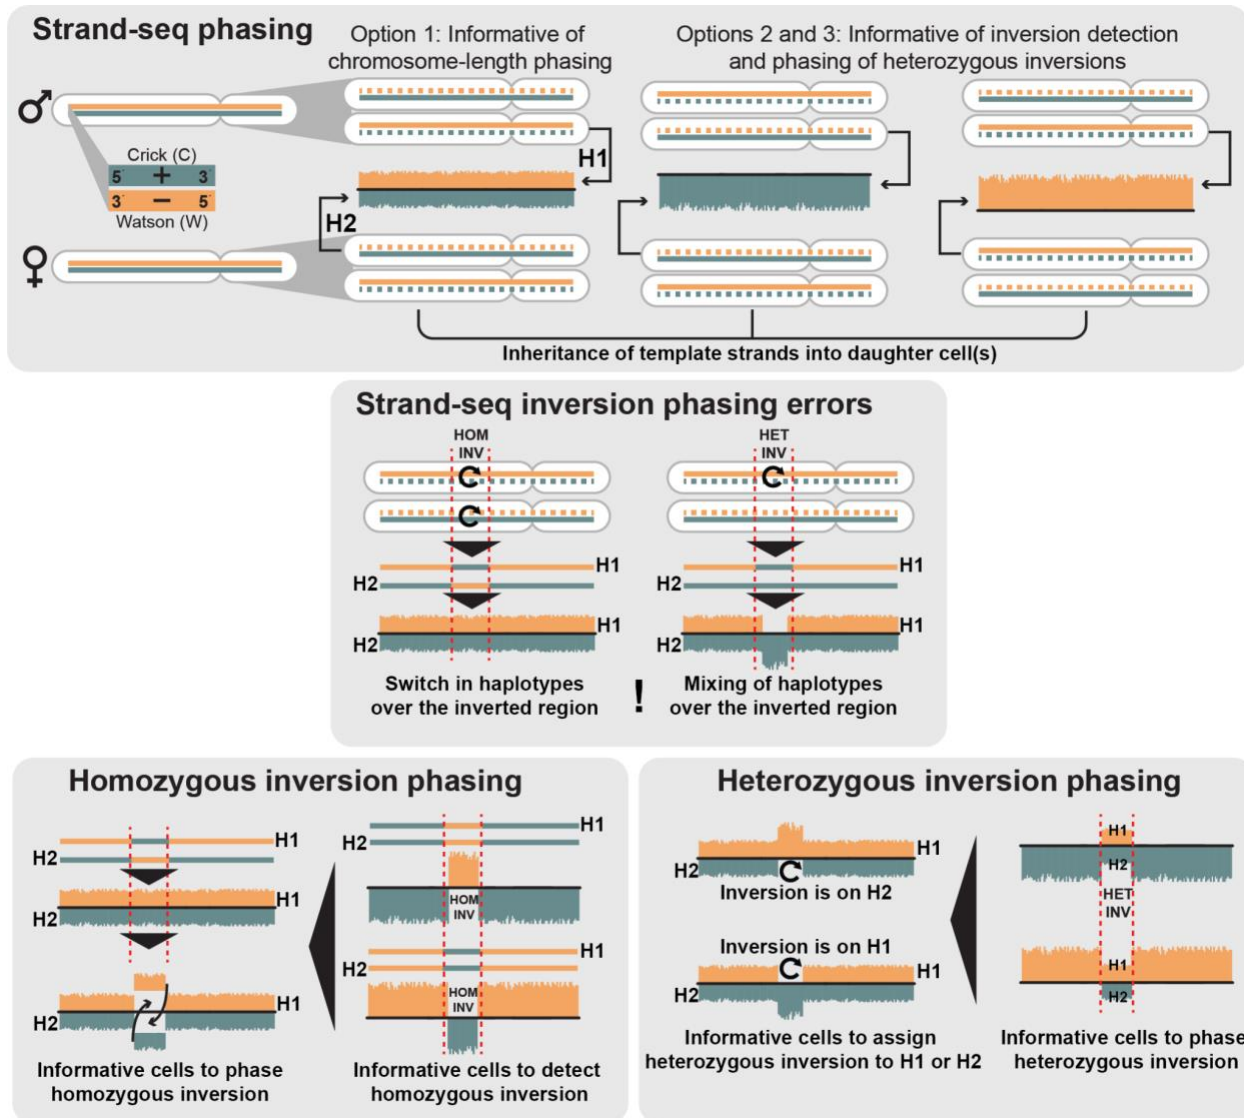 Strand-seq phasing
Option 1: Informative of
chromosome-length phasing
Options 2 and 3: Informative of inversion detection
and phasing of heterozygous inversions
♂
Crick (C)
5´ + 3´
3´ − 5´
Watson (W)
H1
H2
♀
Inheritance of template strands into daughter cell(s)
Strand-seq inversion phasing errors
HOM
INV
HET
INV
H1
H2
H1
H2
H1
H2
H1
H2
Switch in haplotypes
over the inverted region
!
Mixing of haplotypes
over the inverted region
Homozygous inversion phasing
H1
H2
H1
H2
H1
H2
Informative cells to phase
homozygous inversion
H1
H2
HOM
INV
H1
H2
HOM
INV
Informative cells to detect
homozygous inversion
Heterozygous inversion phasing
H1
H2
Inversion is on H2
Inversion is on H1
H1
H2
Informative cells to assign
heterozygous inversion to H1 or H2
H1
H2
HET
INV
H1
H2
Informative cells to phase
heterozygous inversion